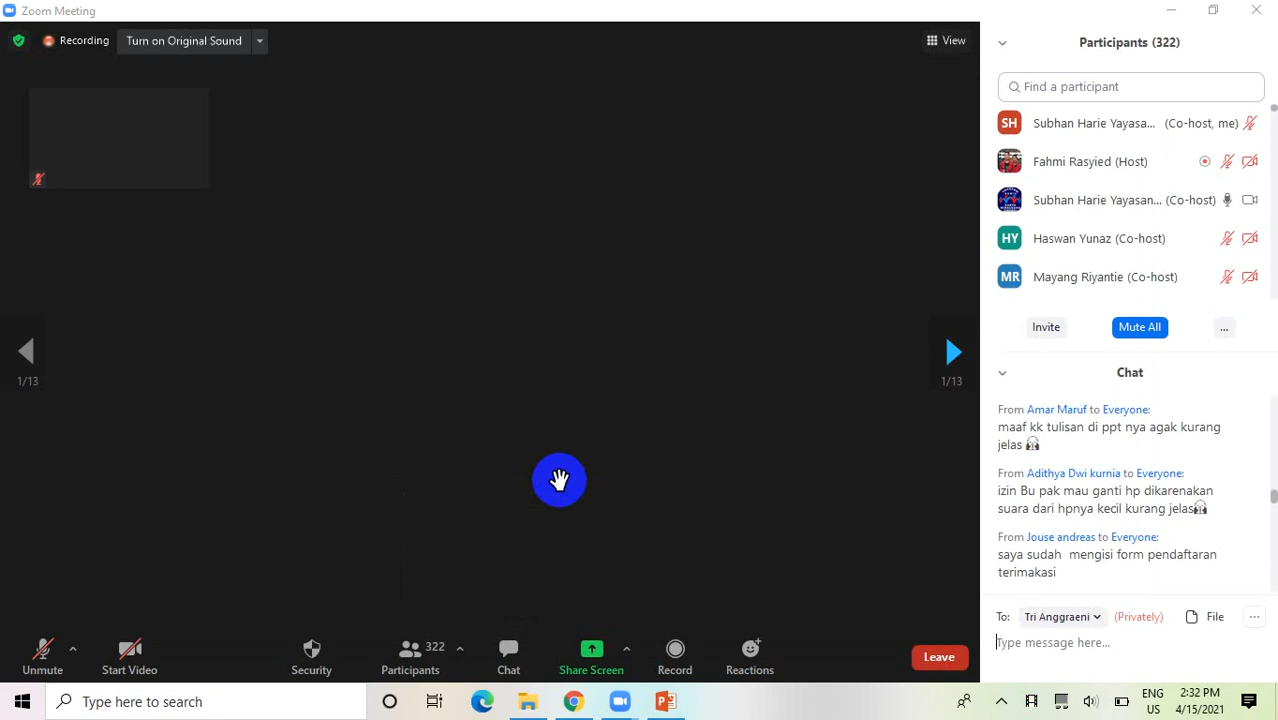 Zoom Meeting
Recording
Turn on Original Sound
View
1/13
1/13
Participants (322)
Find a participant
SH Subhan Harie Yayasa... (Co-host, me)
Fahmi Rasyied (Host)
Subhan Harie Yayasan... (Co-host)
HY Haswan Yunaz (Co-host)
MR Mayang Riyantie (Co-host)
Invite
Mute All
...
Chat
From Amar Maruf to Everyone:
maaf kk tulisan di ppt nya agak kurang
jelas
From Adithya Dwi kurnia to Everyone:
izin Bu pak mau ganti hp dikarenakan
suara dari hpnya kecil kurang jelas
From Jouse andreas to Everyone:
saya sudah mengisi form pendaftaran
terimakasi
To: Tri Anggraeni (Privately) File
Type message here...
Unmute
Start Video
Security
322
Participants
Chat
Share Screen
Record
Reactions
Leave
Type here to search
ENG
US
2:32 PM
4/15/2021